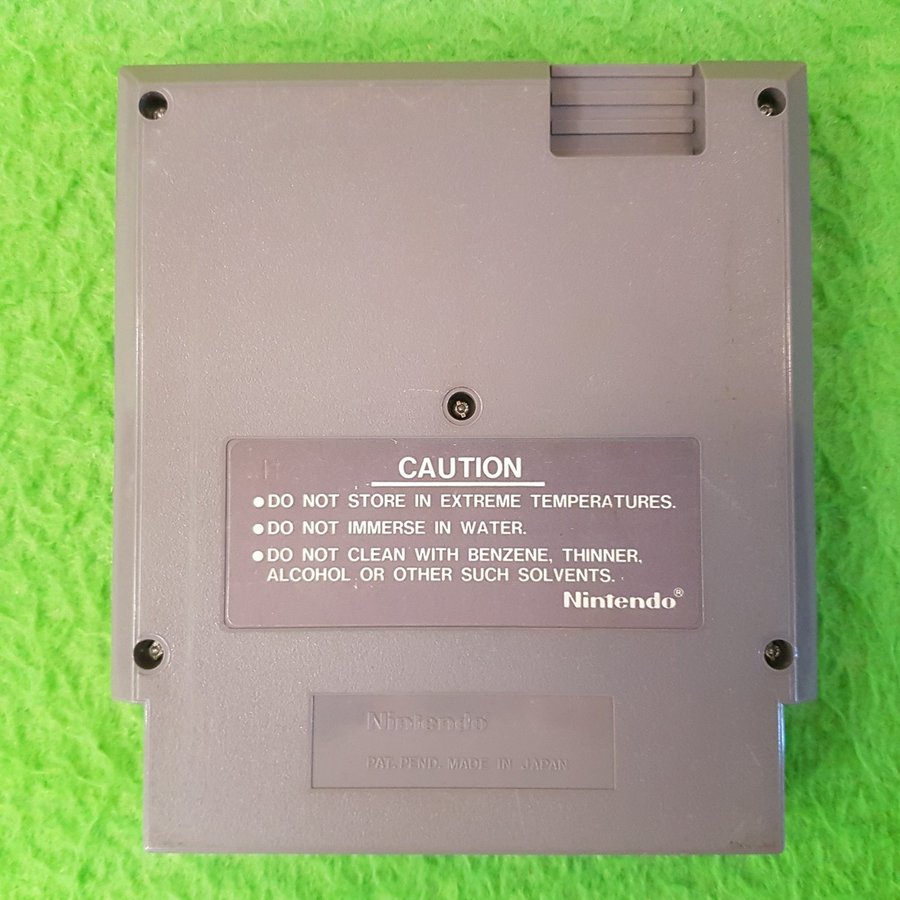 CAUTION
●DO NOT STORE IN EXTREME TEMPERATURES.
●DO NOT IMMERSE IN WATER.
●DO NOT CLEAN WITH BENZENE, THINNER,
ALCOHOL OR OTHER SUCH SOLVENTS.
Nintendo®
Nintendo
PAT. PEND. MADE IN JAPAN